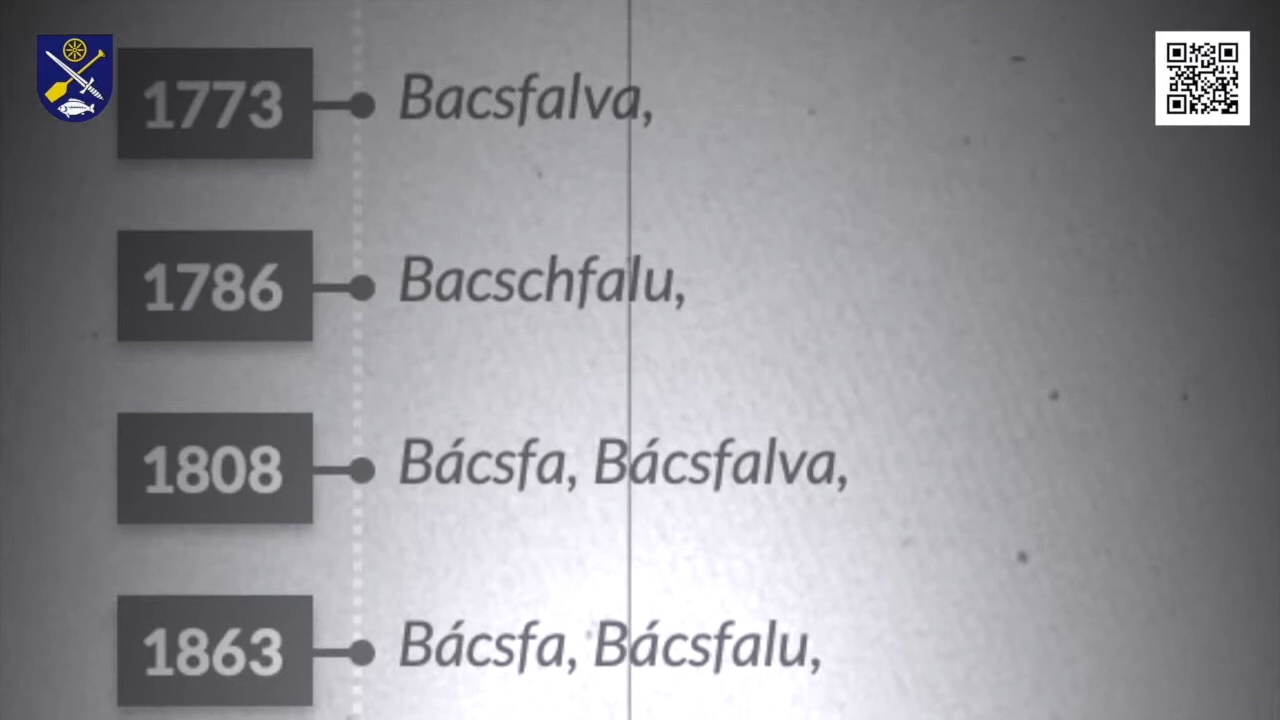 1773 Bacsfalva,
1786 Bacschfalu,
1808 Bácsfa, Bácsfalva,
1863 Bácsfa, Bácsfalu,